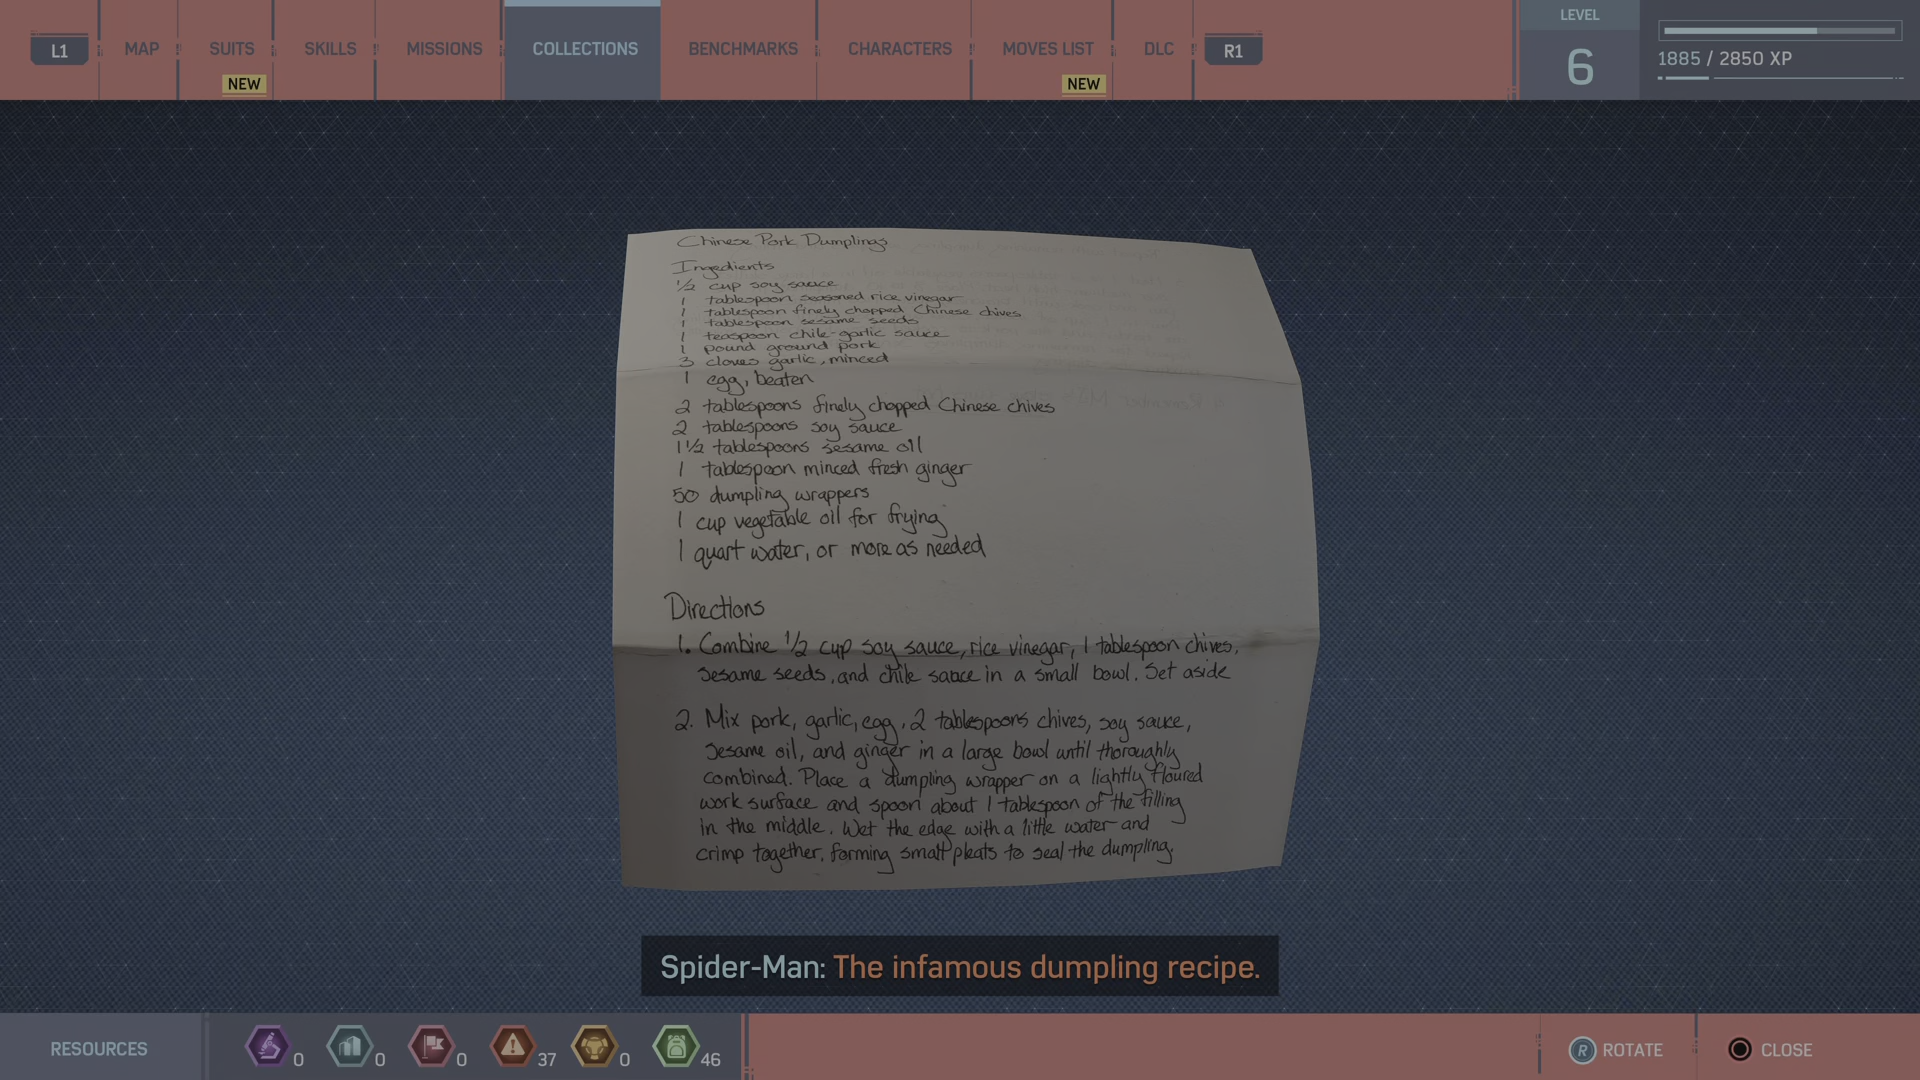 L1 MAP SUITS SKILLS MISSIONS COLLECTIONS BENCHMARKS CHARACTERS MOVES LIST DLC R1
NEW NEW
LEVEL
6
1885 / 2850 XP
Chinese Pork Dumplings
Ingredients
1/2 cup soy sauce
1 tablespoon seasoned rice vinegar
1 tablespoon finely chopped Chinese chives
1 tablespoon sesame seeds
1 teaspoon chile-garlic sauce
1 pound ground pork
3 cloves garlic, minced
1 egg, beaten
2 tablespoons finely chopped Chinese chives
2 tablespoons soy sauce
1 1/2 tablespoons sesame oil
1 tablespoon minced fresh ginger
50 dumpling wrappers
1 cup vegetable oil for frying
1 quart water, or more as needed
Directions
1. Combine 1/2 cup soy sauce, rice vinegar, 1 tablespoon chives,
sesame seeds, and chile sauce in a small bowl. Set aside
2. Mix pork, garlic, egg, 2 tablespoons chives, soy sauce,
sesame oil, and ginger in a large bowl until thoroughly
combined. Place a dumpling wrapper on a lightly floured
work surface and spoon about 1 tablespoon of the filling
in the middle. Wet the edge with a little water and
crimp together, forming small pleats to seal the dumpling.
Spider-Man: The infamous dumpling recipe.
RESOURCES 0 0 0 37 0 46
R ROTATE CLOSE